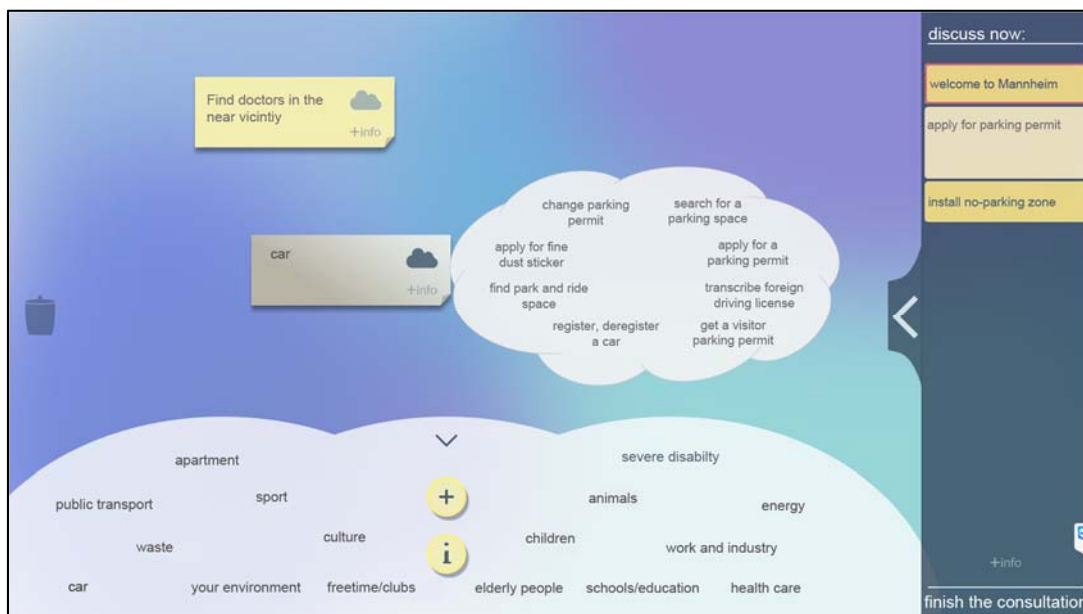 discuss now:
welcome to Mannheim
apply for parking permit
install no-parking zone
Find doctors in the
near vicintiy
+info
car
+info
change parking
permit
search for a
parking space
apply for fine
dust sticker
apply for a
parking permit
find park and ride
space
transcribe foreign
driving license
register, deregister
a car
get a visitor
parking permit
apartment
severe disabilty
public transport
sport
+
animals
energy
waste
culture
i
children
work and industry
car
your environment
freetime/clubs
elderly people
schools/education
health care
+info
finish the consultation